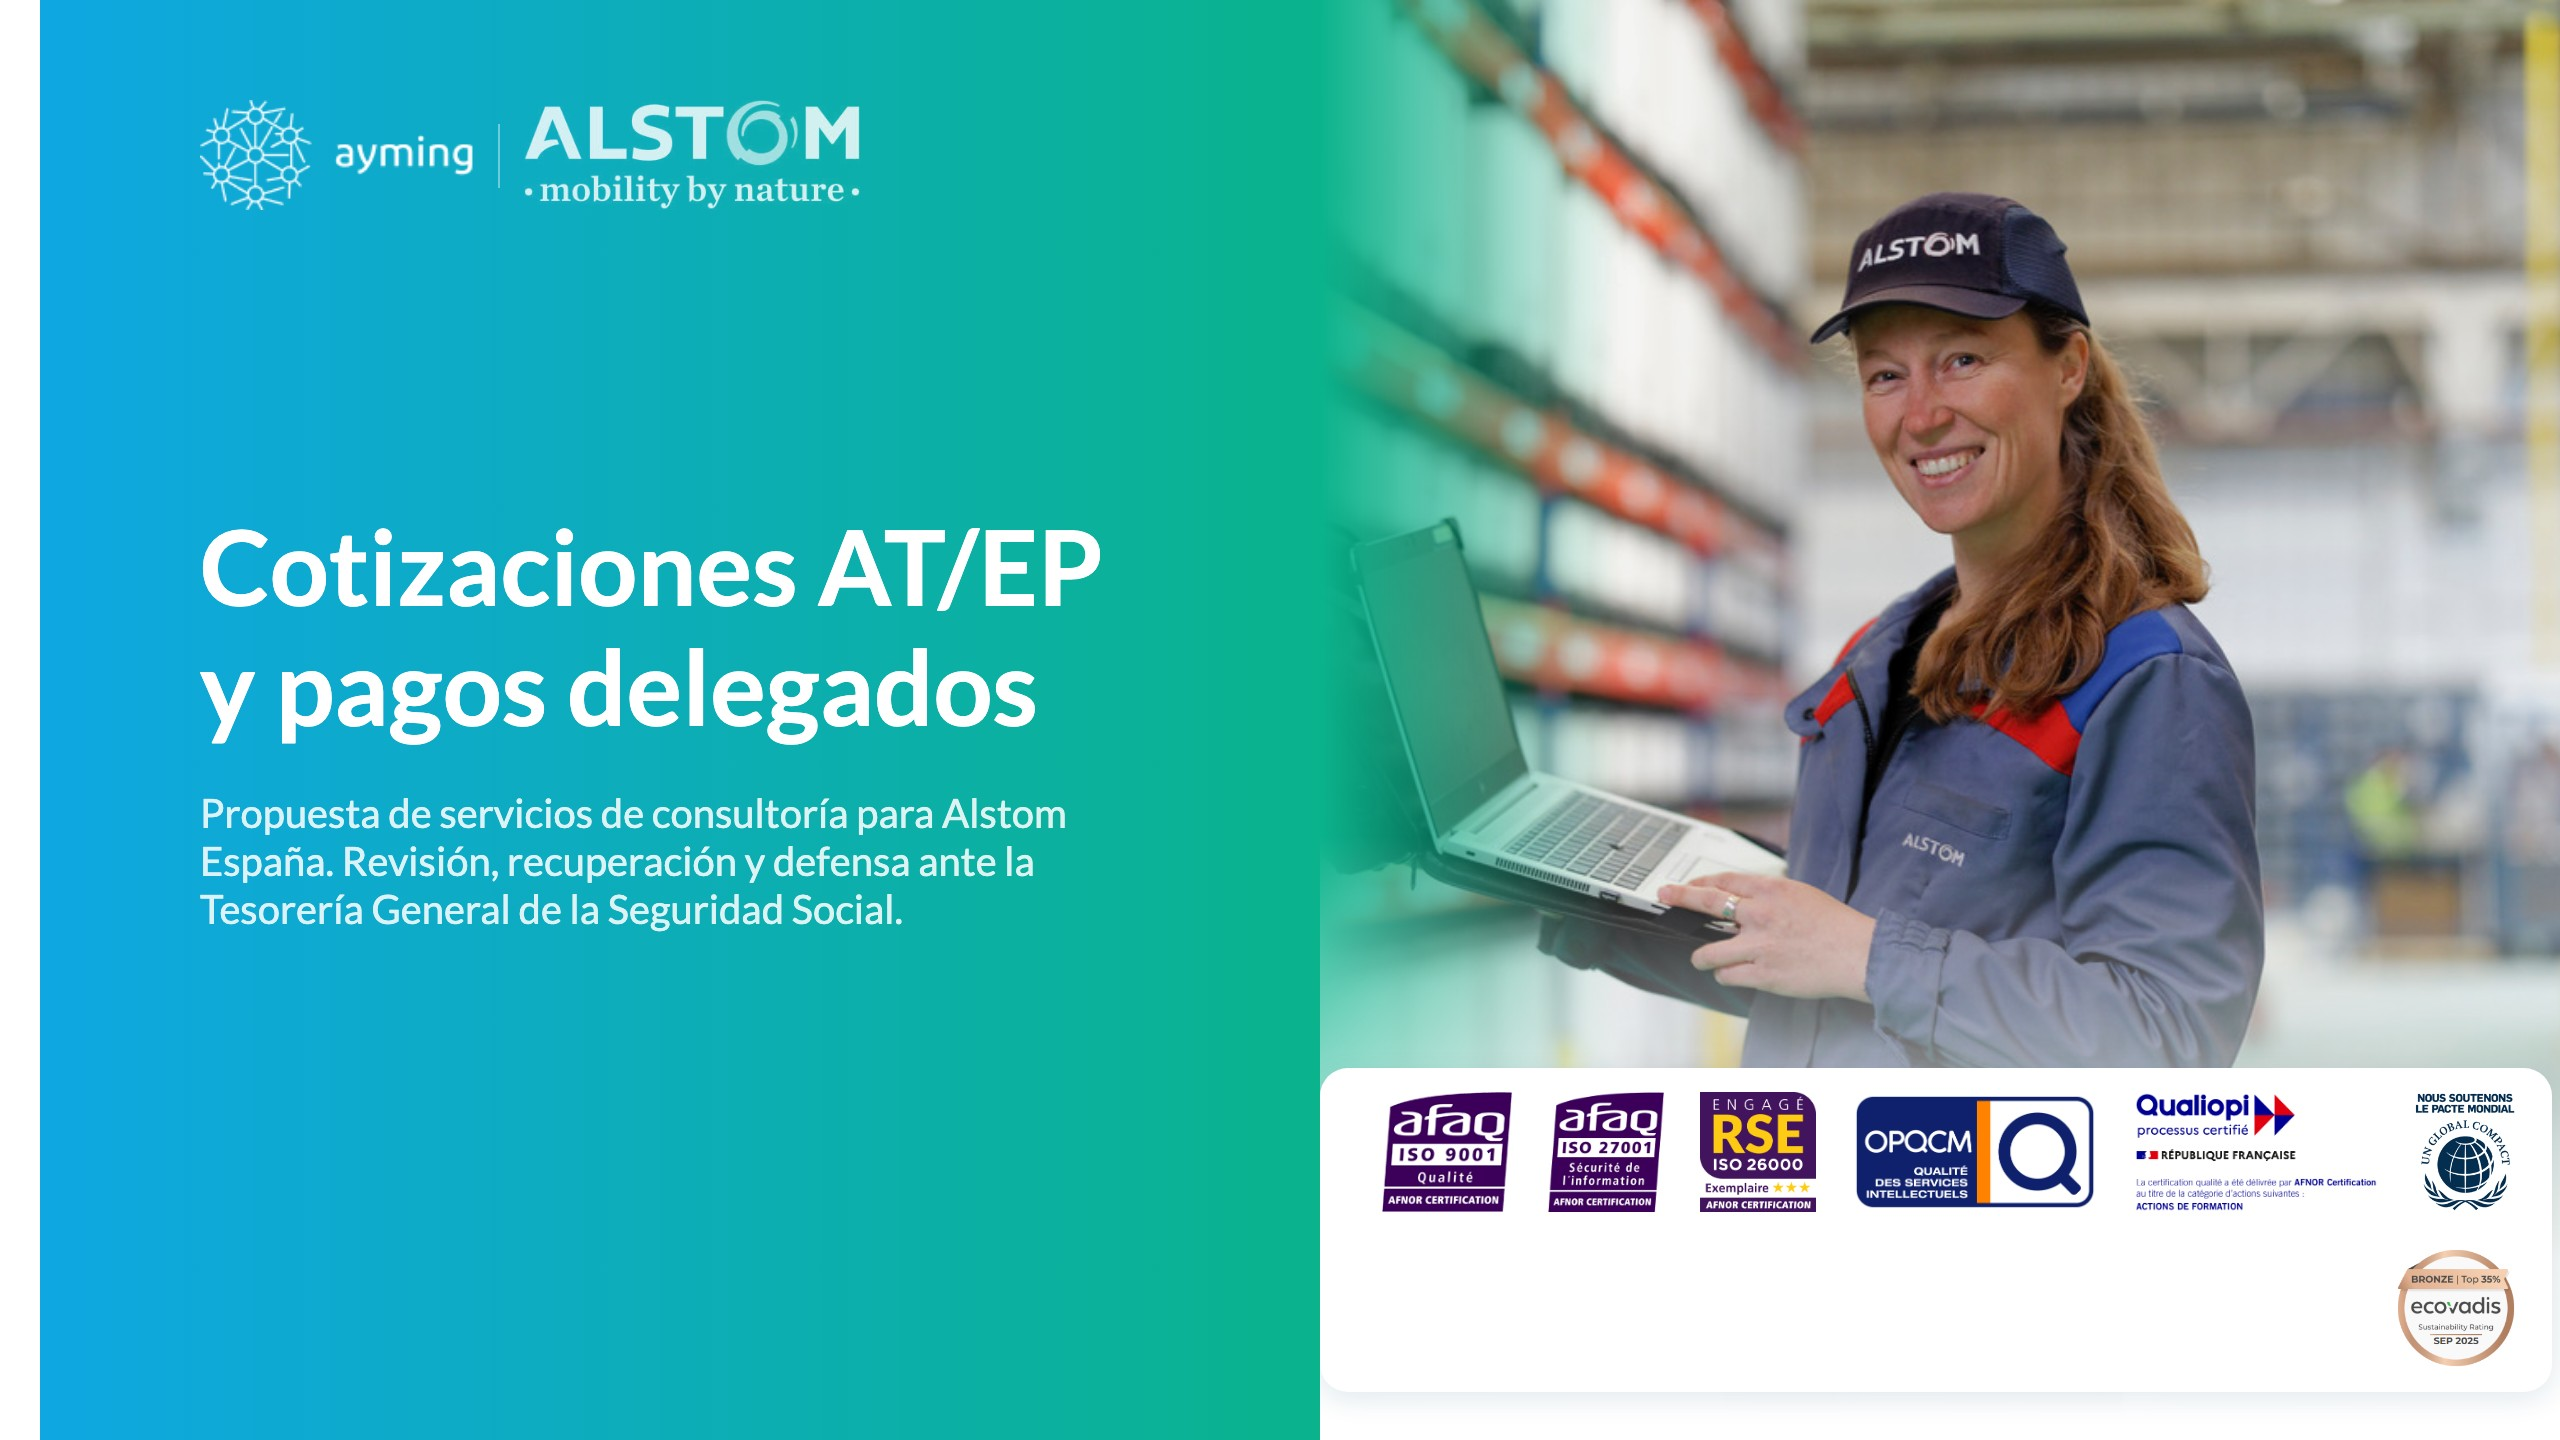 ayming
ALSTOM
• mobility by nature •
Cotizaciones AT/EP
y pagos delegados
Propuesta de servicios de consultoría para Alstom
España. Revisión, recuperación y defensa ante la
Tesorería General de la Seguridad Social.
ALSTOM
ALSTOM
afaq
ISO 9001
Qualité
AFNOR CERTIFICATION
afaq
ISO 27001
Sécurité de
l'information
AFNOR CERTIFICATION
ENGAGÉ
RSE
ISO 26000
Exemplaire ★★★
AFNOR CERTIFICATION
OPQCM
QUALITÉ
DES SERVICES
INTELLECTUELS
Qualiopi
processus certifié
RÉPUBLIQUE FRANÇAISE
La certification qualité a été délivrée par AFNOR Certification
au titre de la catégorie d'actions suivantes :
ACTIONS DE FORMATION
NOUS SOUTENONS
LE PACTE MONDIAL
UN GLOBAL COMPACT
BRONZE | Top 35%
ecovadis
Sustainability Rating
SEP 2025